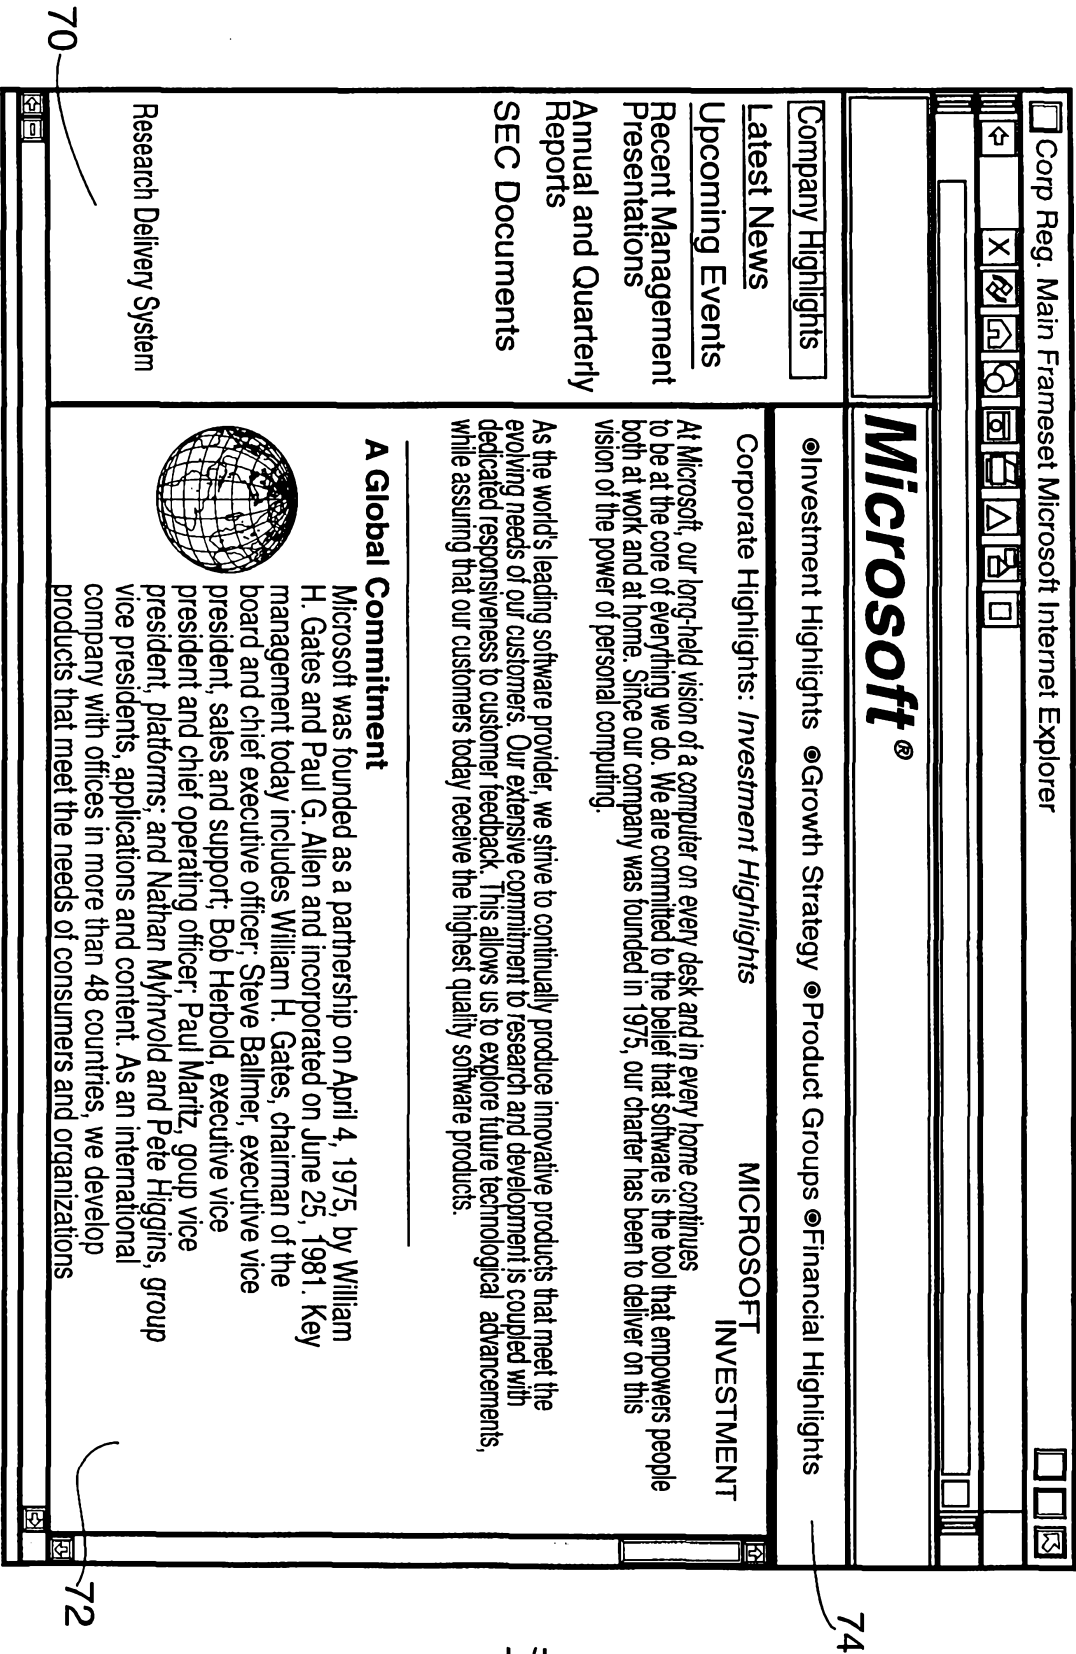 Corp Reg. Main Frameset Microsoft Internet Explorer
X
Microsoft ®
Company Highlights
Latest News
Upcoming Events
Recent Management
Presentations
Annual and Quarterly
Reports
SEC Documents
Research Delivery System
Investment Highlights Growth Strategy Product Groups Financial Highlights
Corporate Highlights: Investment Highlights
MICROSOFT
INVESTMENT
At Microsoft, our long-held vision of a computer on every desk and in every home continues
to be at the core of everything we do. We are committed to the belief that software is the tool that empowers people
both at work and at home. Since our company was founded in 1975, our charter has been to deliver on this
vision of the power of personal computing.
As the world's leading software provider, we strive to continually produce innovative products that meet the
evolving needs of our customers. Our extensive commitment to research and development is coupled with
dedicated responsiveness to customer feedback. This allows us to explore future technological advancements,
while assuring that our customers today receive the highest quality software products.
A Global Commitment
Microsoft was founded as a partnership on April 4, 1975, by William
H. Gates and Paul G. Allen and incorporated on June 25, 1981. Key
management today includes William H. Gates, chairman of the
board and chief executive officer; Steve Ballmer, executive vice
president, sales and support; Bob Herbold, executive vice
president and chief operating officer; Paul Maritz, goup vice
president, platforms; and Nathan Myhrvold and Pete Higgins, group
vice presidents, applications and content. As an international
company with offices in more than 48 countries, we develop
products that meet the needs of consumers and organizations
70
72
74